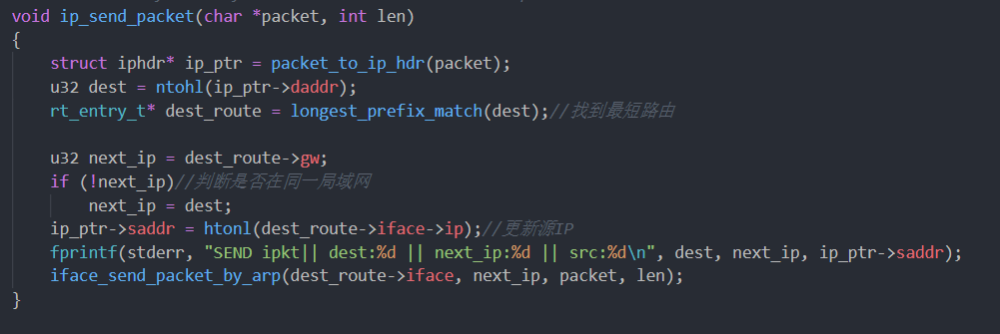 void ip_send_packet(char *packet, int len)
{
    struct iphdr* ip_ptr = packet_to_ip_hdr(packet);
    u32 dest = ntohl(ip_ptr->daddr);
    rt_entry_t* dest_route = longest_prefix_match(dest);//找到最短路由

    u32 next_ip = dest_route->gw;
    if (!next_ip)//判断是否在同一局域网
        next_ip = dest;
    ip_ptr->saddr = htonl(dest_route->iface->ip);//更新源IP
    fprintf(stderr, "SEND ipkt|| dest:%d || next_ip:%d || src:%d\n", dest, next_ip, ip_ptr->saddr);
    iface_send_packet_by_arp(dest_route->iface, next_ip, packet, len);
}